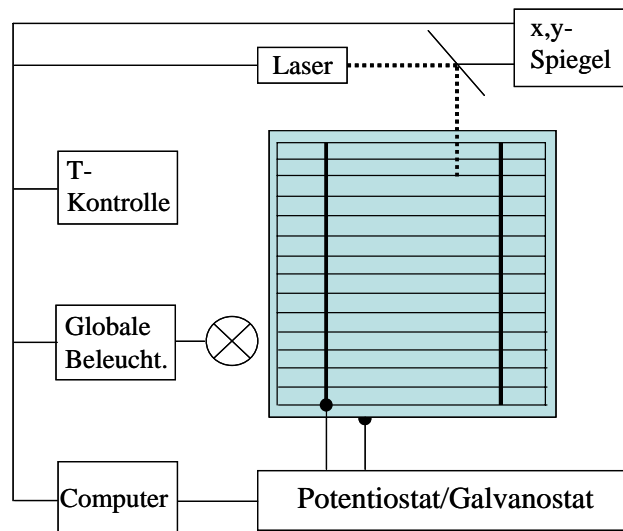 x,y-
Spiegel
Laser
T-
Kontrolle
Globale
Beleucht.
Computer
Potentiostat/Galvanostat